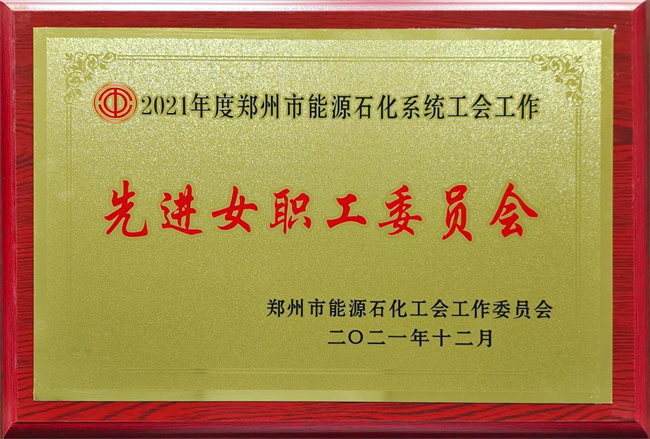 2021年度郑州市能源石化系统工会工作
先进女职工委员会
郑州市能源石化工会工作委员会
二〇二一年十二月